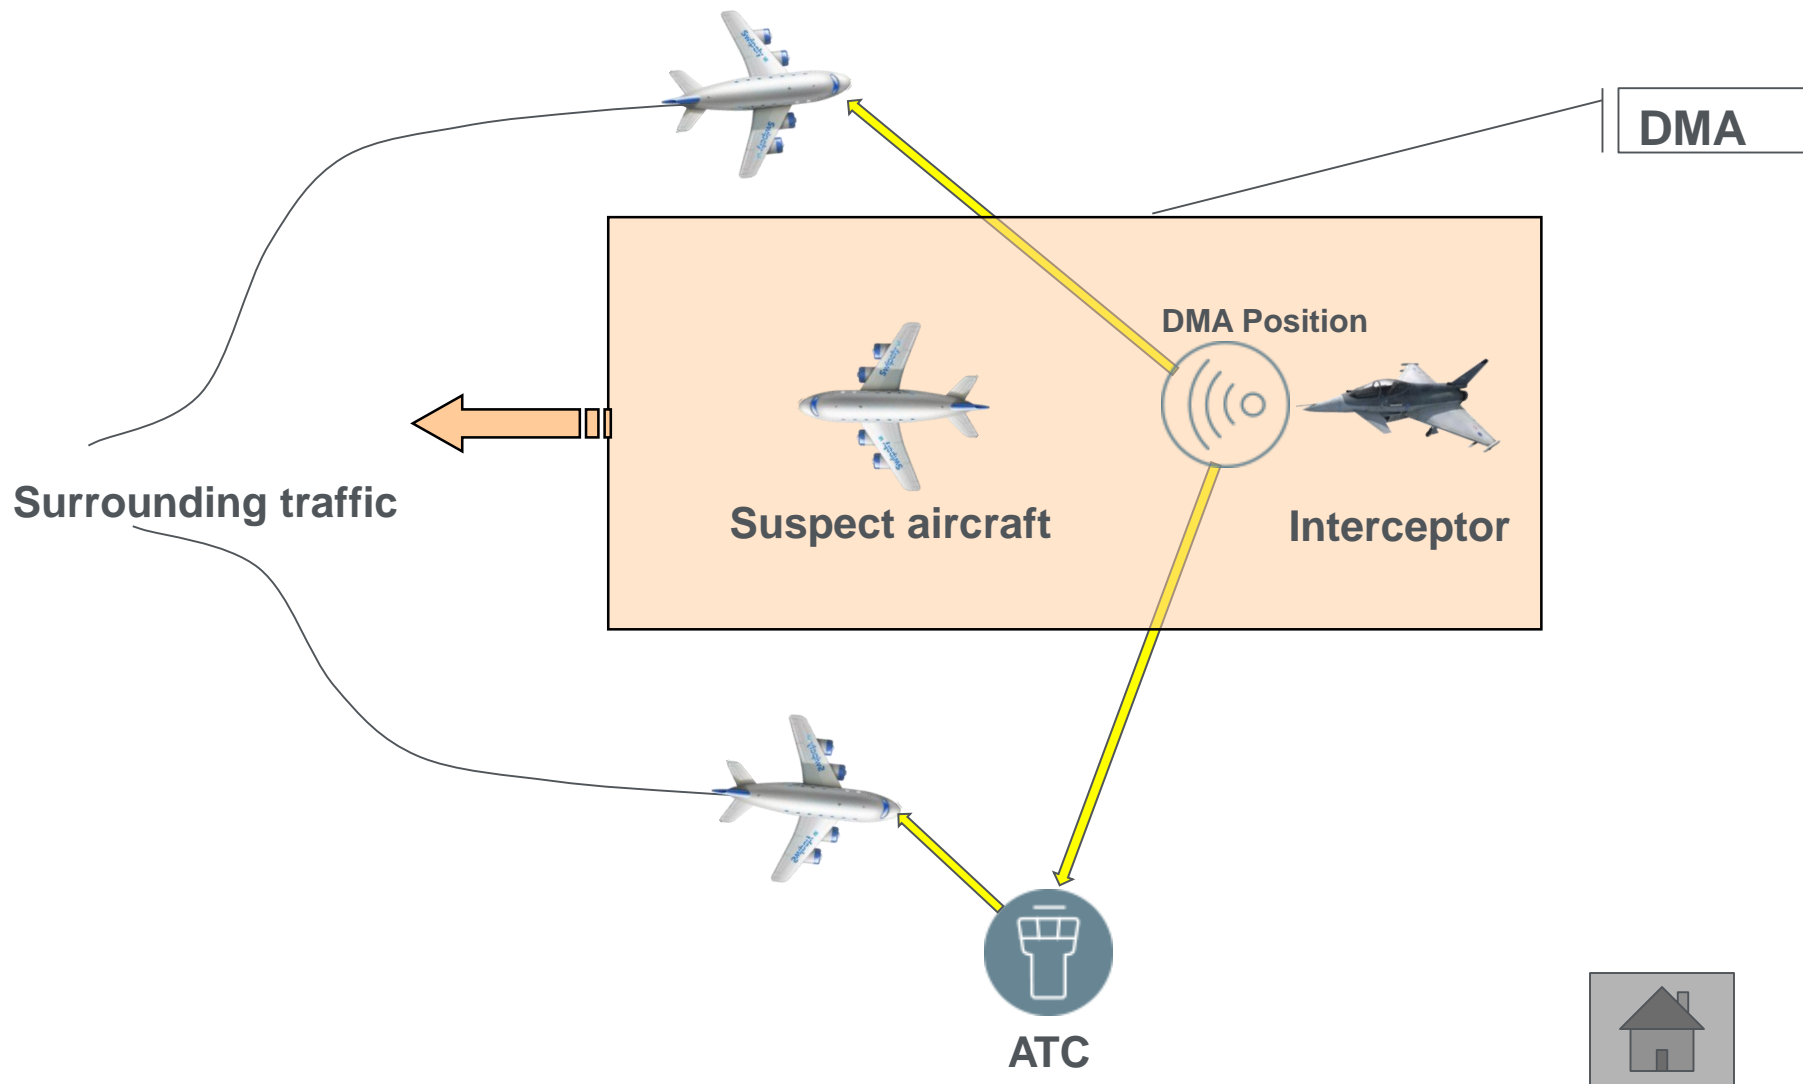 DMA
DMA Position
Surrounding traffic
Suspect aircraft
Interceptor
ATC